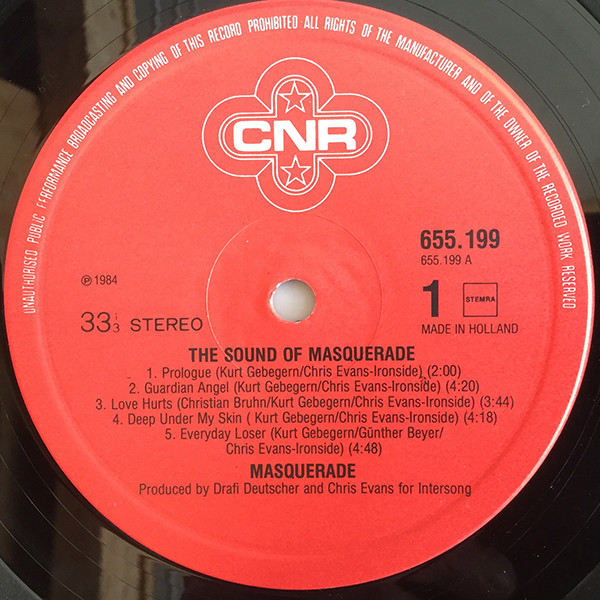 UNAUTHORISED PUBLIC PERFORMANCE BROADCASTING AND COPYING OF THIS RECORD PROHIBITED·ALL RIGHTS OF THE MANUFACTURER AND OF THE OWNER OF THE RECORDED WORK RESERVED
CNR
655.199
655.199 A
℗ 1984
1 STEMRA
33 1/3 STEREO
MADE IN HOLLAND
THE SOUND OF MASQUERADE
1. Prologue (Kurt Gebegern/Chris Evans-Ironside) (2:00)
2. Guardian Angel (Kurt Gebegern/Chris Evans-Ironside) (4:20)
3. Love Hurts (Christian Bruhn/Kurt Gebegern/Chris Evans-Ironside) (3:44)
4. Deep Under My Skin ( Kurt Gebegern/Chris Evans-Ironside) (4:18)
5. Everyday Loser (Kurt Gebegern/Günther Beyer/
Chris Evans-Ironside) (4:48)
MASQUERADE
Produced by Drafi Deutscher and Chris Evans for Intersong